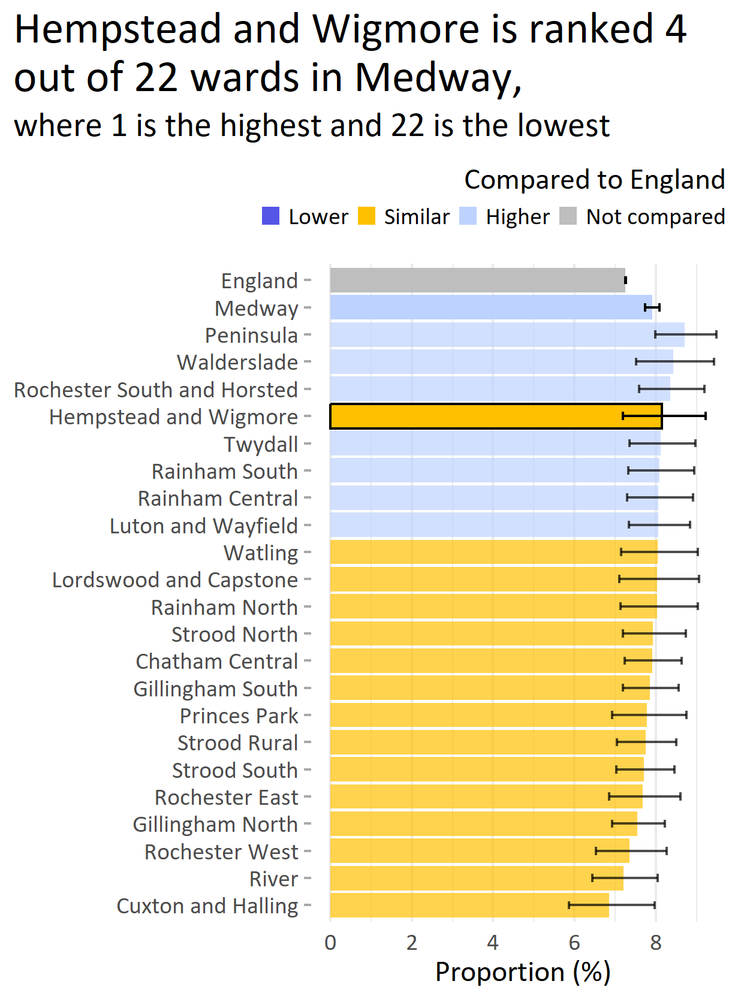 Hempstead and Wigmore is ranked 4
out of 22 wards in Medway,
where 1 is the highest and 22 is the lowest
Compared to England
Lower Similar Higher Not compared
England
Medway
Peninsula
Walderslade
Rochester South and Horsted
Hempstead and Wigmore
Twydall
Rainham South
Rainham Central
Luton and Wayfield
Watling
Lordswood and Capstone
Rainham North
Strood North
Chatham Central
Gillingham South
Princes Park
Strood Rural
Strood South
Rochester East
Gillingham North
Rochester West
River
Cuxton and Halling
0 2 4 6 8
Proportion (%)